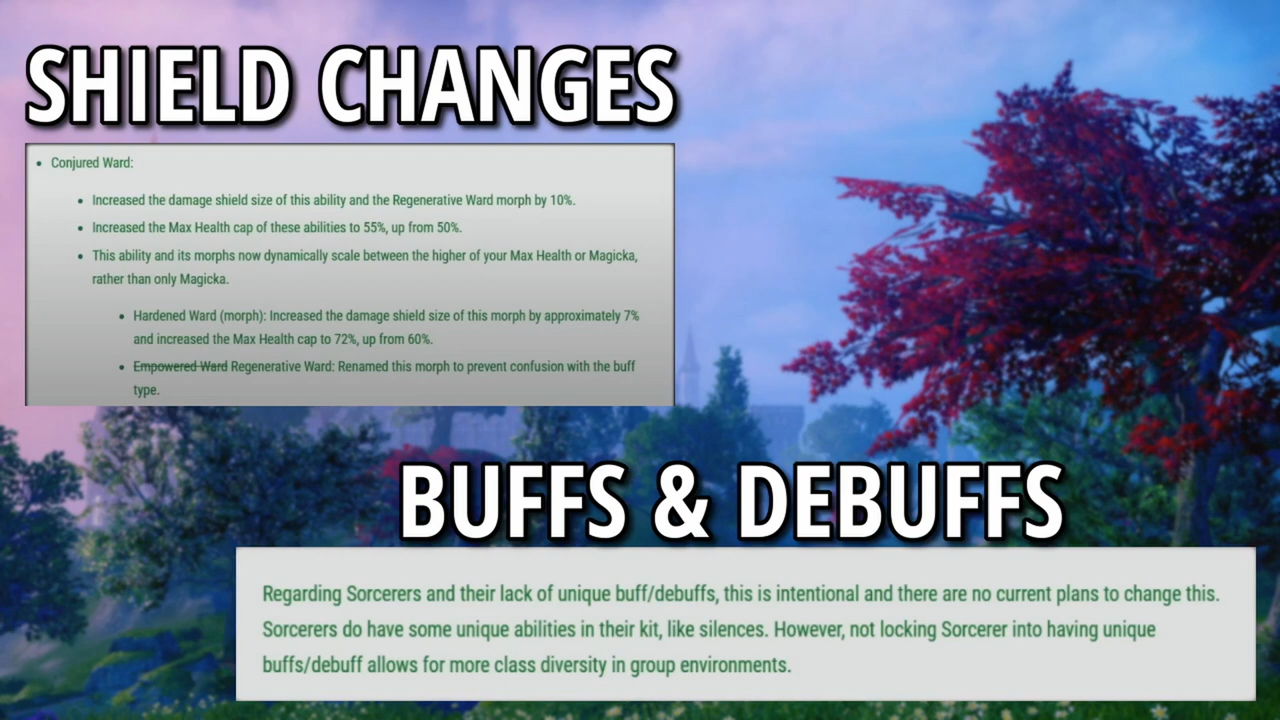 SHIELD CHANGES
• Conjured Ward:
• Increased the damage shield size of this ability and the Regenerative Ward morph by 10%.
• Increased the Max Health cap of these abilities to 55%, up from 50%.
• This ability and its morphs now dynamically scale between the higher of your Max Health or Magicka,
rather than only Magicka.
• Hardened Ward (morph): Increased the damage shield size of this morph by approximately 7%
and increased the Max Health cap to 72%, up from 60%.
• Empowered Ward Regenerative Ward: Renamed this morph to prevent confusion with the buff
type.
BUFFS & DEBUFFS
Regarding Sorcerers and their lack of unique buff/debuffs, this is intentional and there are no current plans to change this.
Sorcerers do have some unique abilities in their kit, like silences. However, not locking Sorcerer into having unique
buffs/debuff allows for more class diversity in group environments.